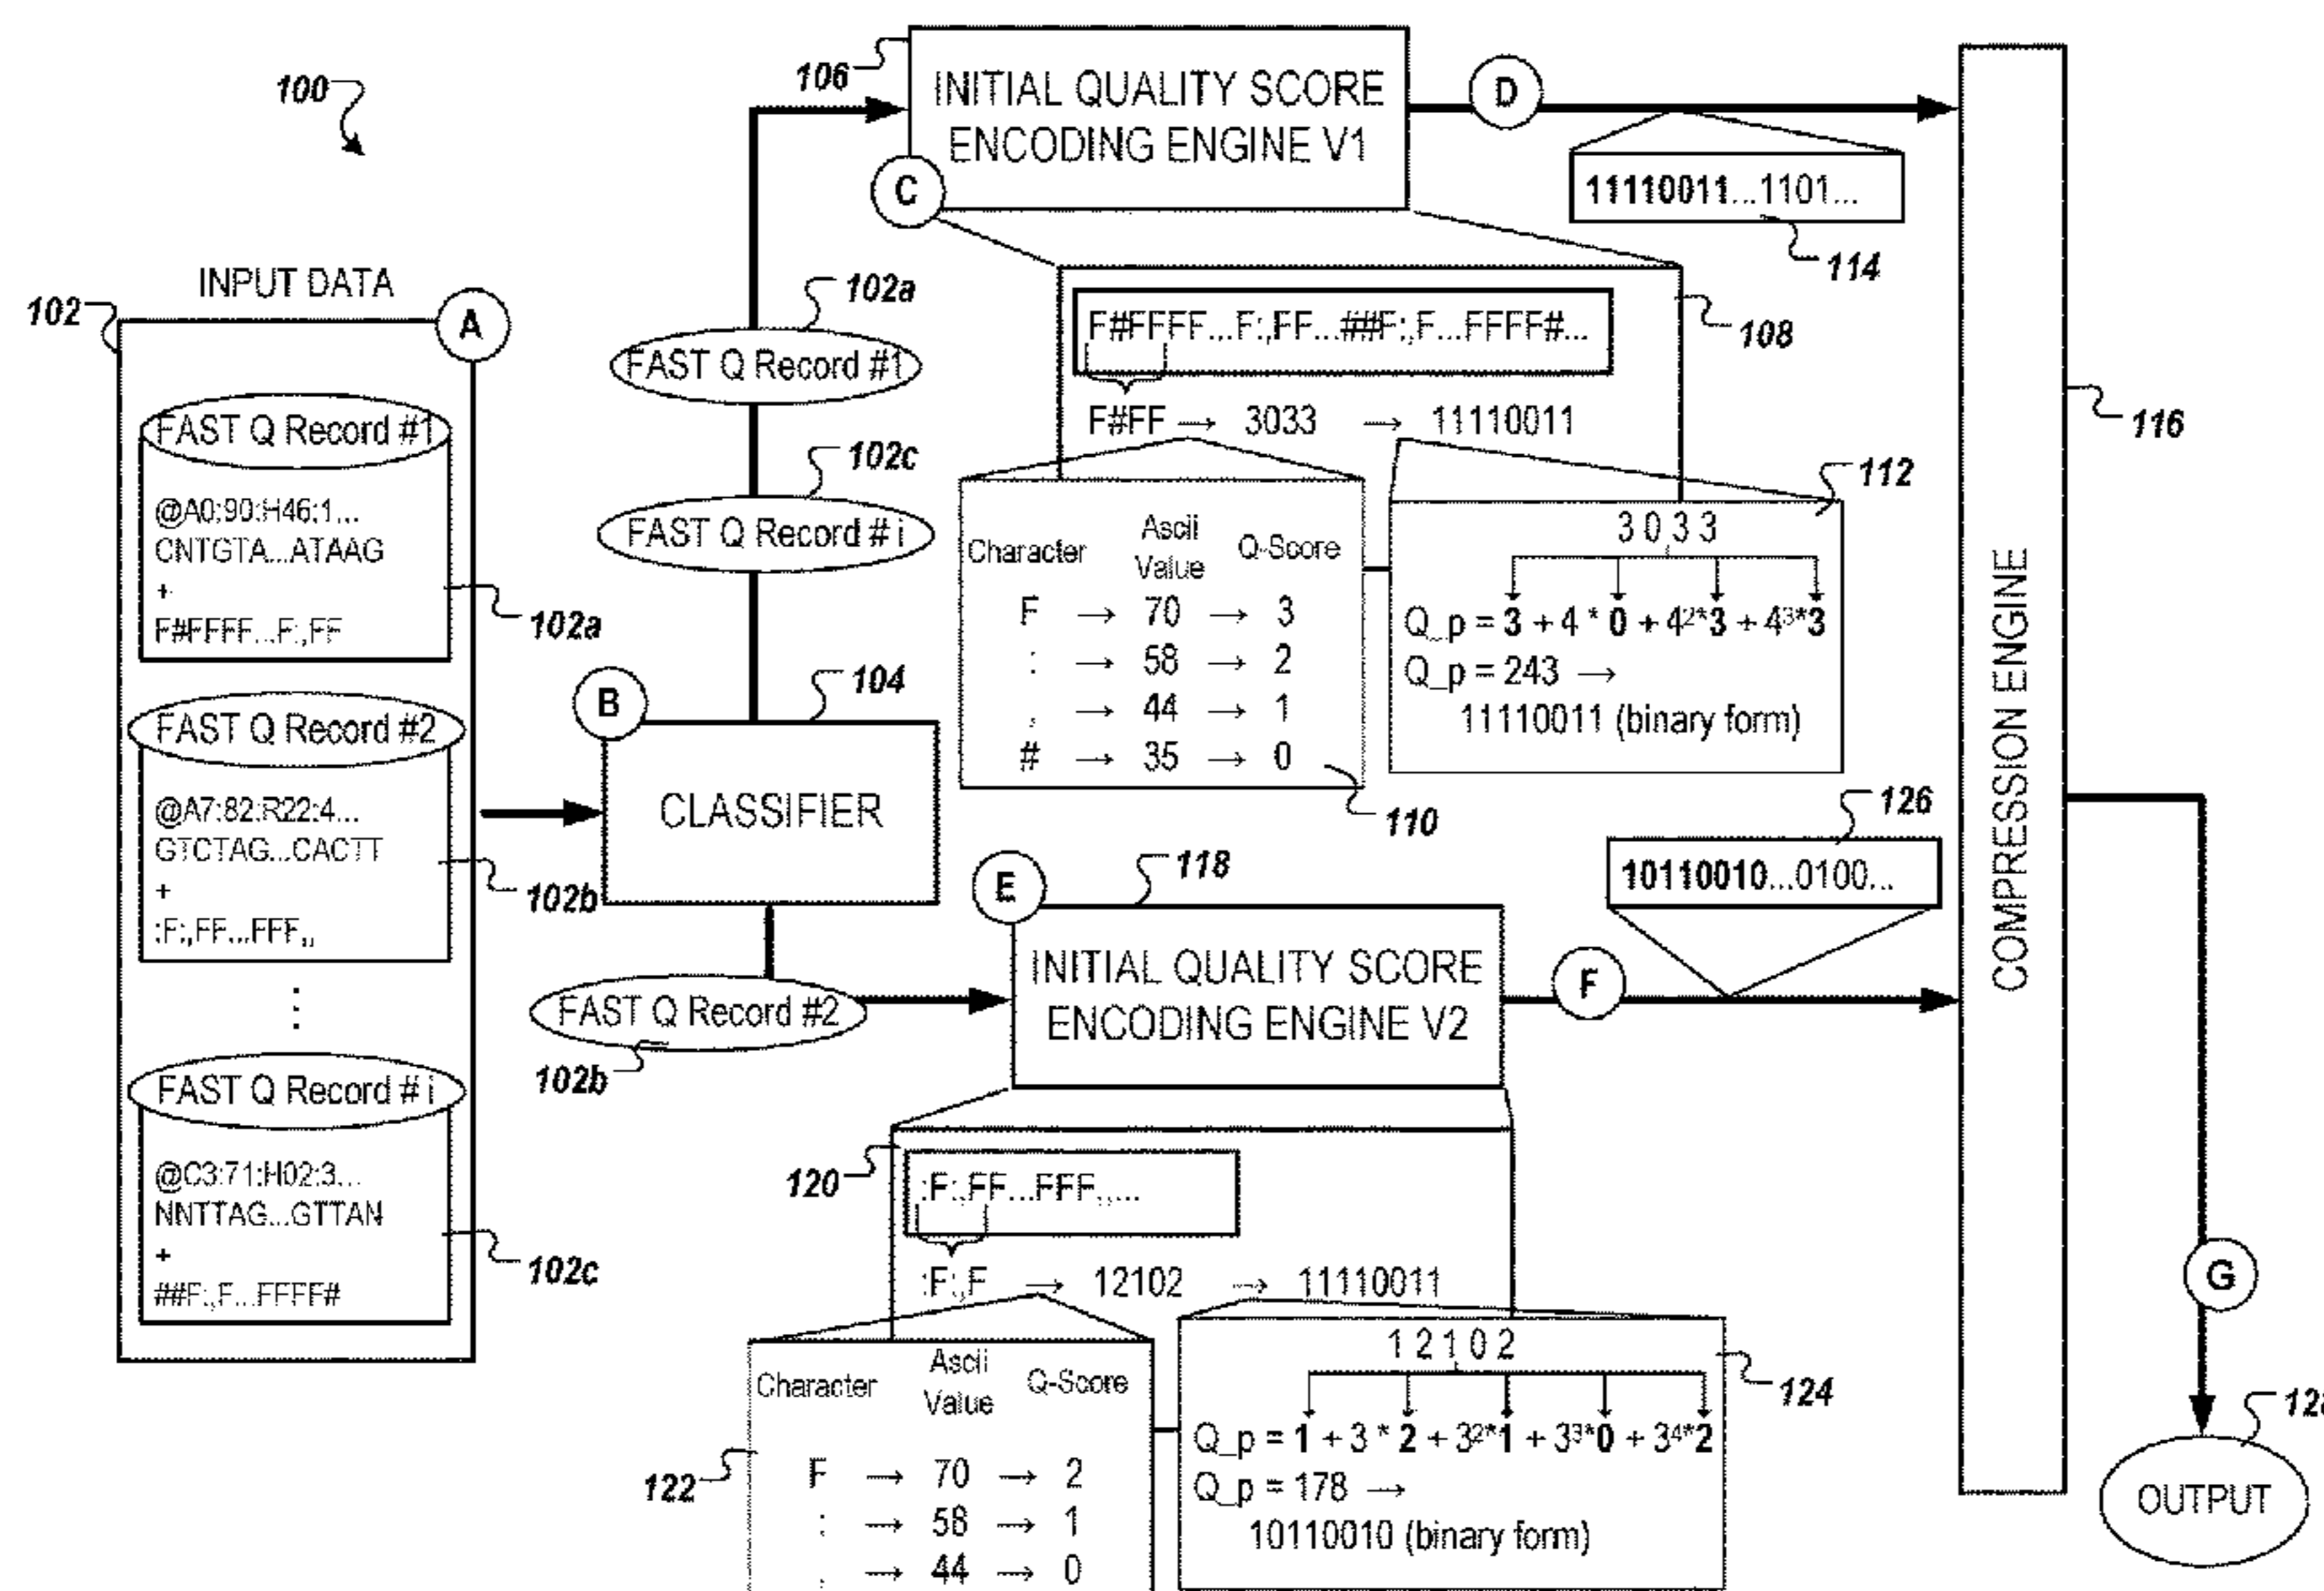 100
INPUT DATA
102
A
FAST Q Record #1
@A0:90:H46:1...
CNTGTA...ATAAG
+
F#FFFF...F:,FF
102a
FAST Q Record #2
@A7:82:R22:4...
GTCTAG...CACTT
+
:F:,FF...FFF,,
102b
FAST Q Record # i
@C3:71:H02:3...
NNTTAG...GTTAN
+
##F:,F...FFFF#
102c
B
104
CLASSIFIER
102a
FAST Q Record #1
102c
FAST Q Record # i
FAST Q Record #2
102b
106
INITIAL QUALITY SCORE
ENCODING ENGINE V1
C
D
11110011...1101...
114
108
F#FFFF...F:,FF...##F:,F...FFFF#...
F#FF → 3033 → 11110011
Character Ascii Value Q-Score
F → 70 → 3
: → 58 → 2
, → 44 → 1
# → 35 → 0
110
112
3 0 3 3
Q_p = 3 + 4 * 0 + 4²*3 + 4³*3
Q_p = 243 →
11110011 (binary form)
E
118
INITIAL QUALITY SCORE
ENCODING ENGINE V2
F
126
10110010...0100...
120
:F:,FF...FFF,,...
:F:,F → 12102 → 11110011
Character Ascii Value Q-Score
F → 70 → 2
: → 58 → 1
, → 44 → 0
122
1 2 1 0 2
124
Q_p = 1 + 3 * 2 + 3²*1 + 3³*0 + 3⁴*2
Q_p = 178 →
10110010 (binary form)
COMPRESSION ENGINE
116
G
OUTPUT